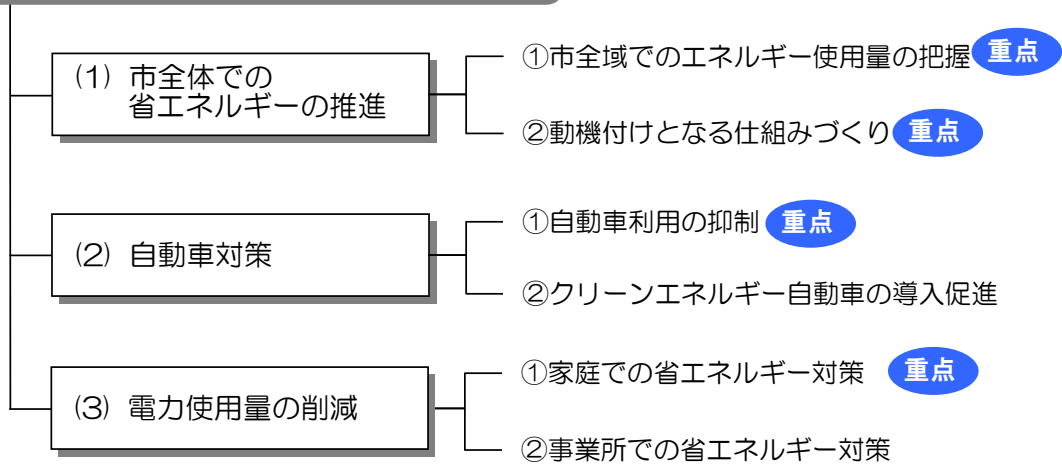 (1) 市全体での
省エネルギーの推進
①市全域でのエネルギー使用量の把握 重点
②動機付けとなる仕組みづくり 重点
(2) 自動車対策
①自動車利用の抑制 重点
②クリーンエネルギー自動車の導入促進
(3) 電力使用量の削減
①家庭での省エネルギー対策 重点
②事業所での省エネルギー対策